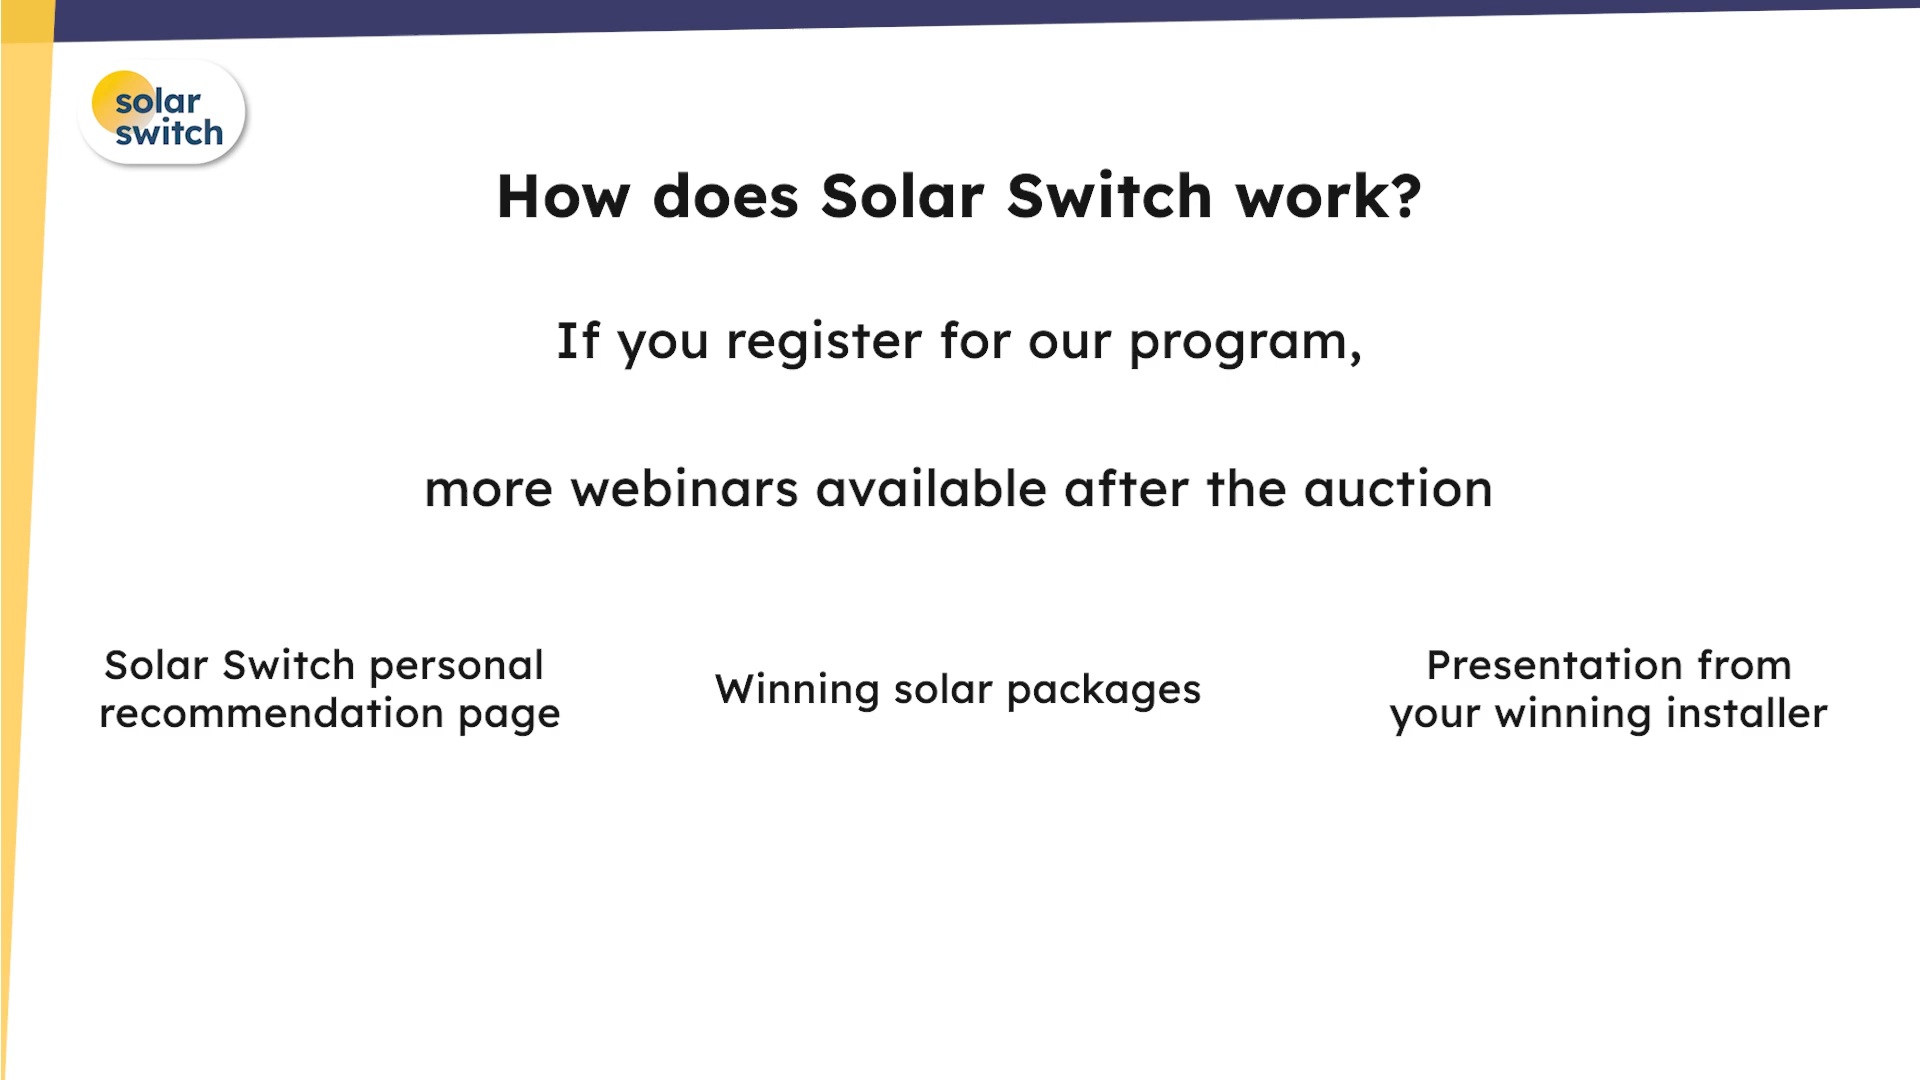 solar
switch
How does Solar Switch work?
If you register for our program,
more webinars available after the auction
Solar Switch personal
recommendation page
Winning solar packages
Presentation from
your winning installer